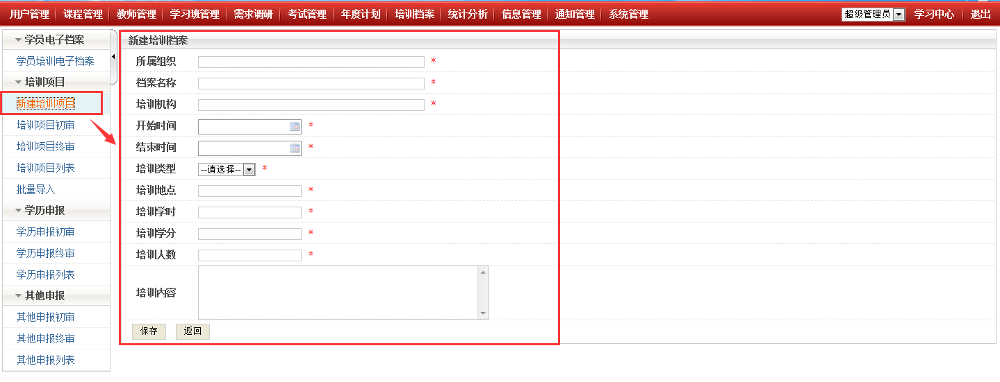 用户管理 课程管理 教师管理 学习班管理 需求调研 考试管理 年度计划 培训档案 统计分析 信息管理 通知管理 系统管理 超级管理员 学习中心 退出
学员电子档案
学员培训电子档案
培训项目
新建培训项目
培训项目初审
培训项目终审
培训项目列表
批量导入
学历申报
学历申报初审
学历申报终审
学历申报列表
其他申报
其他申报初审
其他申报终审
其他申报列表
新建培训档案
所属组织 *
档案名称 *
培训机构 *
开始时间 *
结束时间 *
培训类型 --请选择-- *
培训地点 *
培训学时 *
培训学分 *
培训人数 *
培训内容
保存 返回